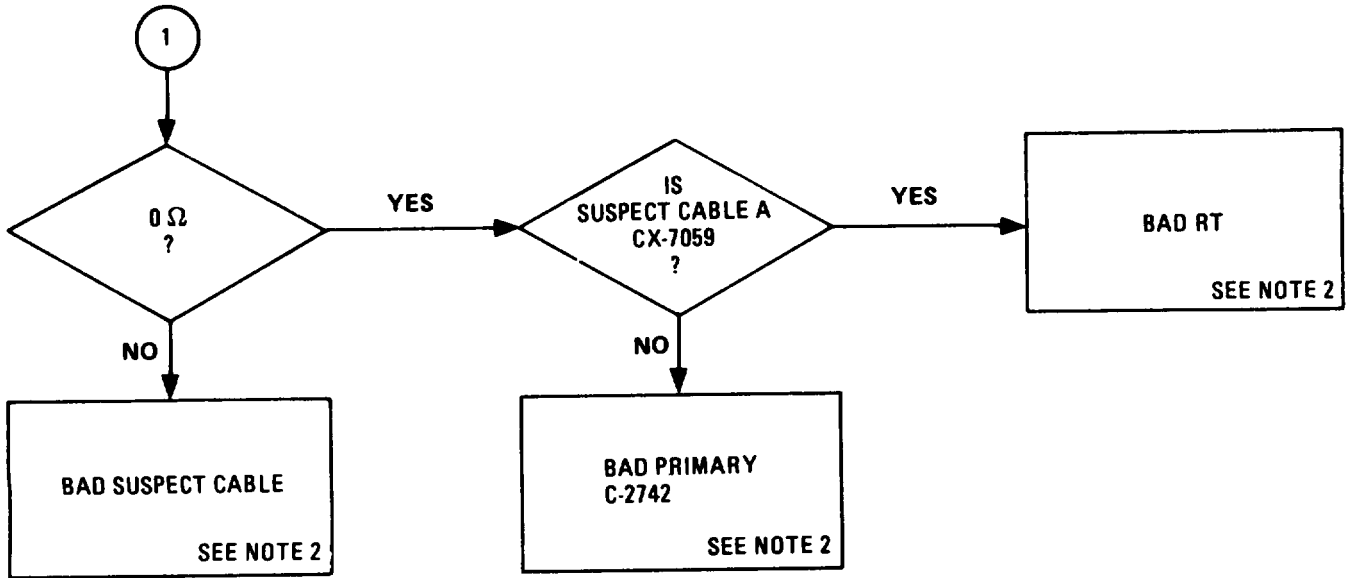 1
0 Ω
?
YES
NO
BAD SUSPECT CABLE
SEE NOTE 2
IS
SUSPECT CABLE A
CX-7059
?
YES
NO
BAD PRIMARY
C-2742
SEE NOTE 2
BAD RT
SEE NOTE 2